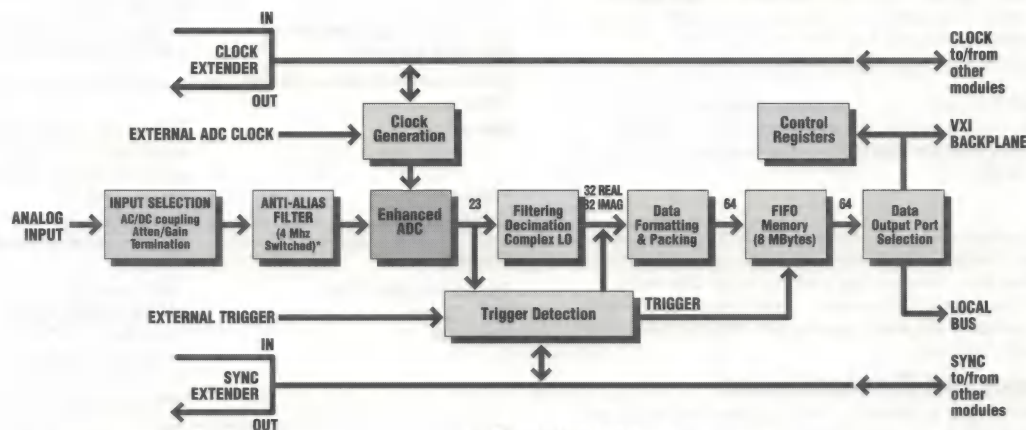 IN
CLOCK
EXTENDER
OUT
CLOCK
to/from
other
modules
EXTERNAL ADC CLOCK
Clock
Generation
Control
Registers
VXI
BACKPLANE
ANALOG
INPUT
INPUT SELECTION
AC/DC coupling
Atten/Gain
Termination
ANTI-ALIAS
FILTER
(4 Mhz
Switched)*
Enhanced
ADC
23
Filtering
Decimation
Complex LO
32 REAL
32 IMAG
Data
Formatting
& Packing
64
FIFO
Memory
(8 MBytes)
64
Data
Output Port
Selection
EXTERNAL TRIGGER
Trigger Detection
TRIGGER
LOCAL
BUS
IN
SYNC
EXTENDER
OUT
SYNC
to/from
other
modules